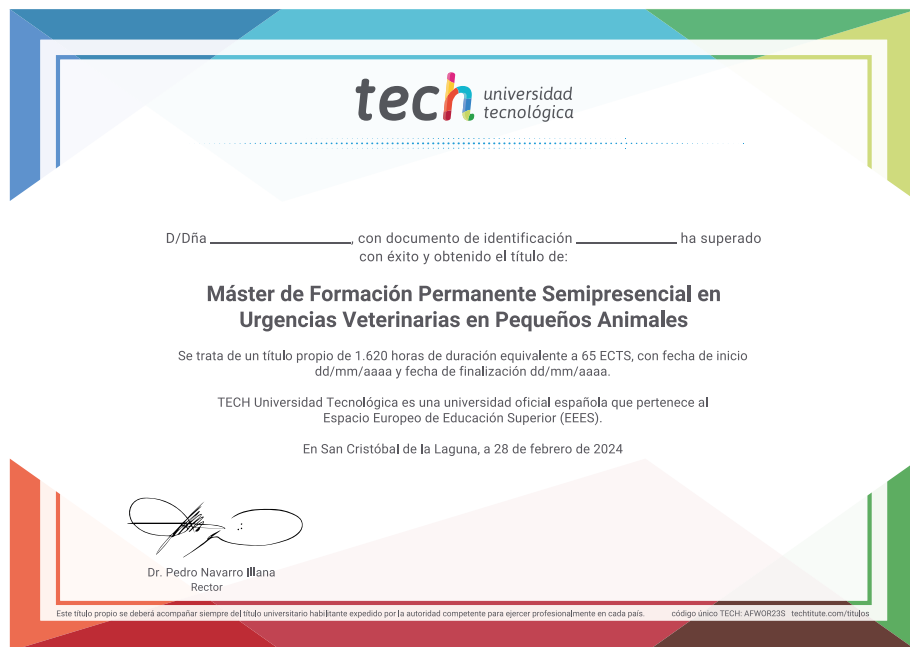 tech universidad
tecnológica
D/Dña ____________________, con documento de identificación ______________ ha superado
con éxito y obtenido el título de:
Máster de Formación Permanente Semipresencial en
Urgencias Veterinarias en Pequeños Animales
Se trata de un título propio de 1.620 horas de duración equivalente a 65 ECTS, con fecha de inicio
dd/mm/aaaa y fecha de finalización dd/mm/aaaa.
TECH Universidad Tecnológica es una universidad oficial española que pertenece al
Espacio Europeo de Educación Superior (EEES).
En San Cristóbal de la Laguna, a 28 de febrero de 2024
Dr. Pedro Navarro Illana
Rector
Este título propio se deberá acompañar siempre del título universitario habilitante expedido por la autoridad competente para ejercer profesionalmente en cada país. código único TECH: AFWOR23S techtitute.com/titulos